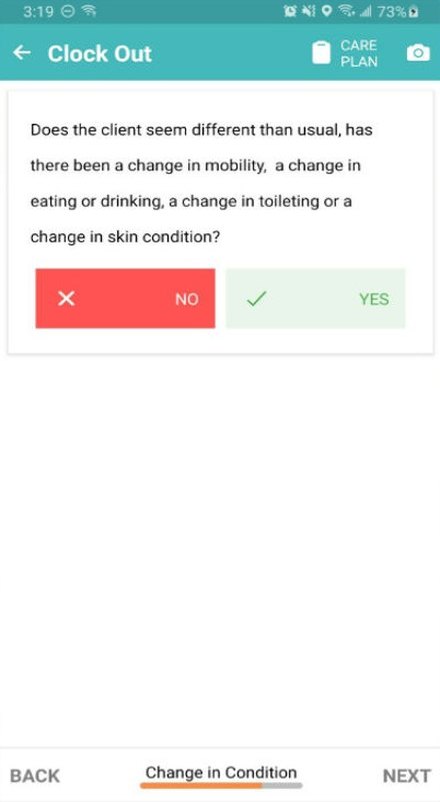 3:19 73%
Clock Out
CARE
PLAN
Does the client seem different than usual, has
there been a change in mobility, a change in
eating or drinking, a change in toileting or a
change in skin condition?
NO YES
BACK Change in Condition NEXT